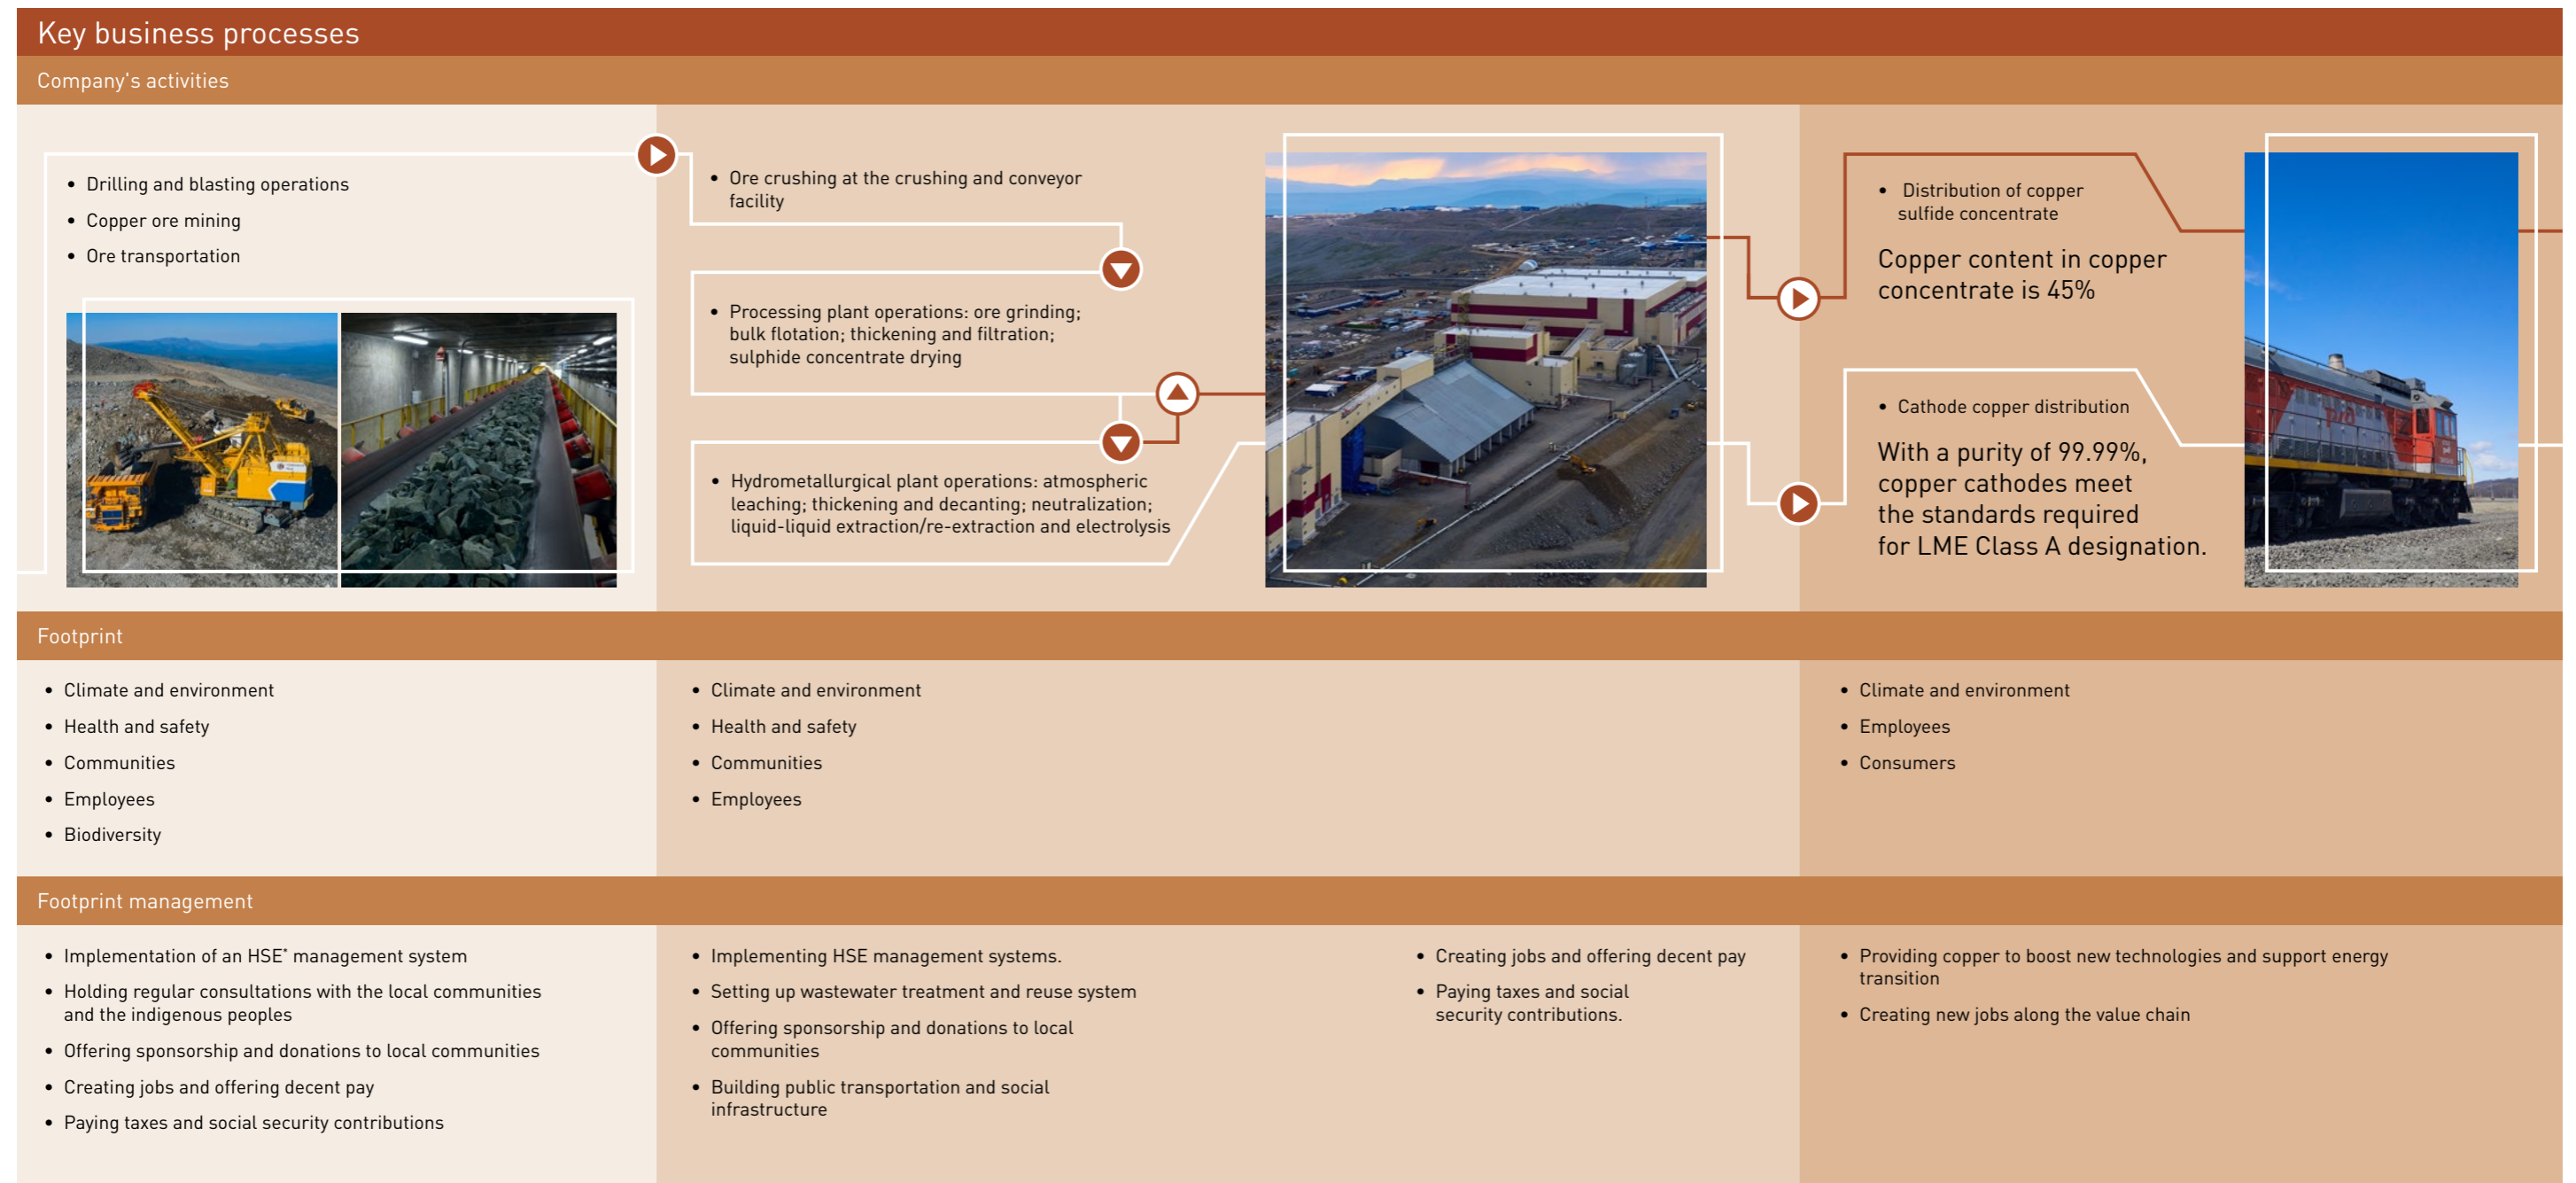 Key business processes
Company's activities
• Drilling and blasting operations
• Copper ore mining
• Ore transportation
• Ore crushing at the crushing and conveyor
facility
• Processing plant operations: ore grinding;
bulk flotation; thickening and filtration;
sulphide concentrate drying
• Hydrometallurgical plant operations: atmospheric
leaching; thickening and decanting; neutralization;
liquid-liquid extraction/re-extraction and electrolysis
• Distribution of copper
sulfide concentrate
Copper content in copper
concentrate is 45%
• Cathode copper distribution
With a purity of 99.99%,
copper cathodes meet
the standards required
for LME Class A designation.
Footprint
• Climate and environment
• Health and safety
• Communities
• Employees
• Biodiversity
• Climate and environment
• Health and safety
• Communities
• Employees
• Climate and environment
• Employees
• Consumers
Footprint management
• Implementation of an HSE* management system
• Holding regular consultations with the local communities
and the indigenous peoples
• Offering sponsorship and donations to local communities
• Creating jobs and offering decent pay
• Paying taxes and social security contributions
• Implementing HSE management systems.
• Setting up wastewater treatment and reuse system
• Offering sponsorship and donations to local
communities
• Building public transportation and social
infrastructure
• Creating jobs and offering decent pay
• Paying taxes and social
security contributions.
• Providing copper to boost new technologies and support energy
transition
• Creating new jobs along the value chain